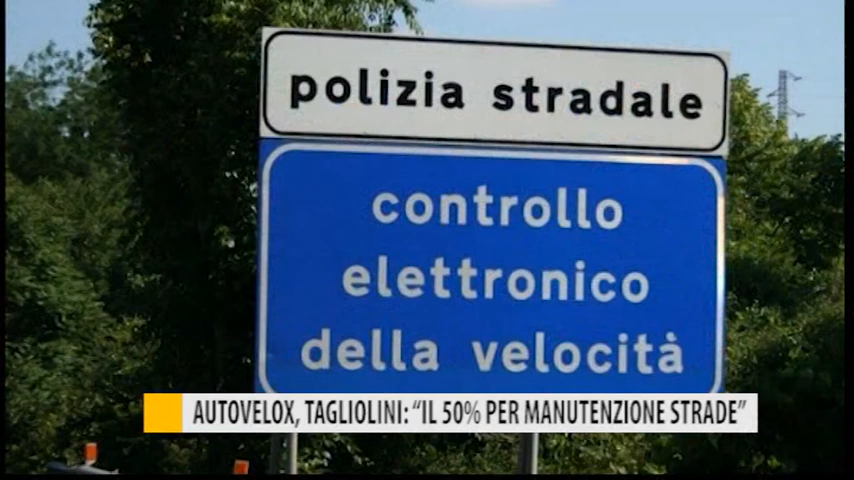 polizia stradale
controllo
elettronico
della velocità
AUTOVELOX, TAGLIOLINI: “IL 50% PER MANUTENZIONE STRADE”